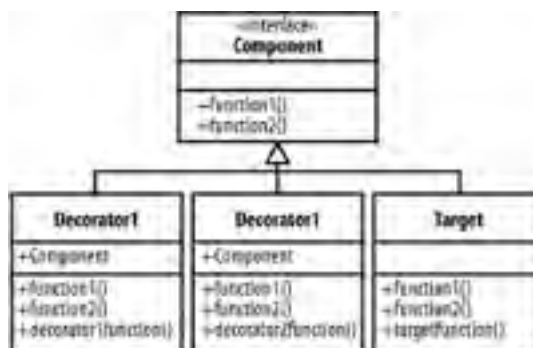 «interface»
Component
+function1()
+function2()
Decorator1
+Component
+function1()
+function2()
+decorator1function()
Decorator1
+Component
+function1()
+function2()
+decorator2function()
Target
+function1()
+function2()
+targetfunction()